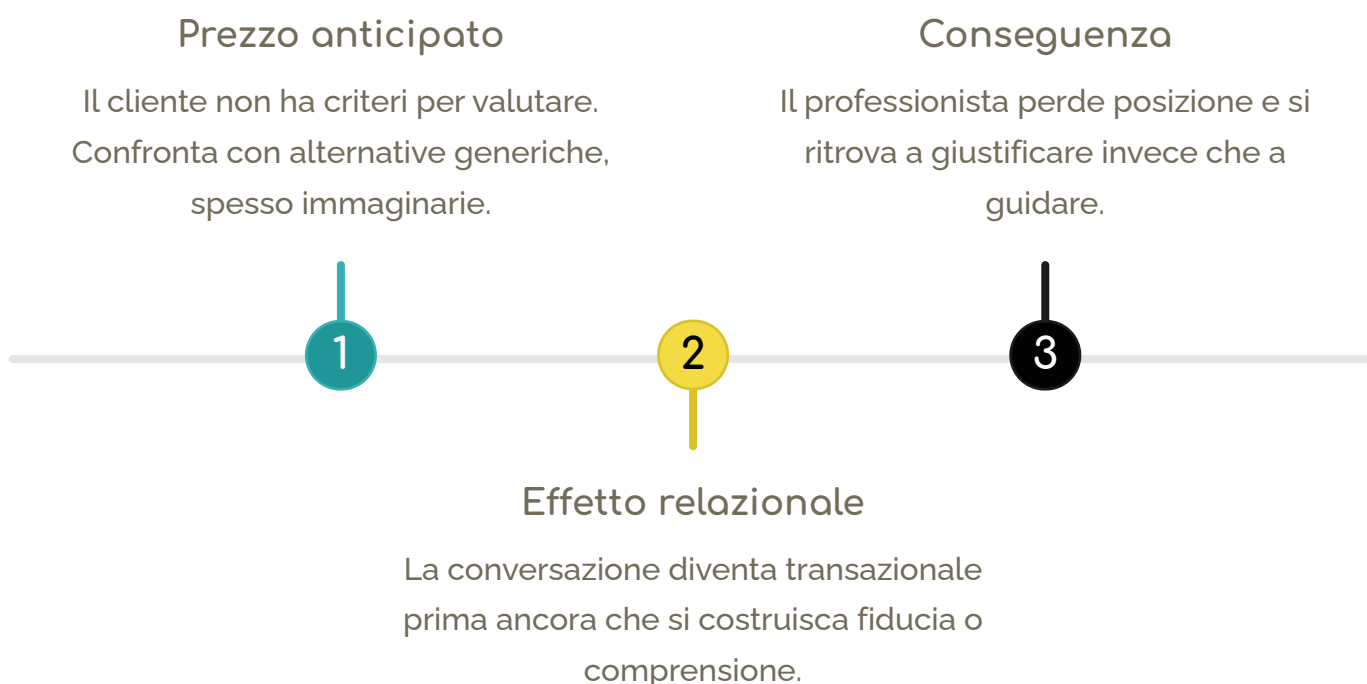 Prezzo anticipato
Il cliente non ha criteri per valutare.
Confronta con alternative generiche,
spesso immaginarie.
Conseguenza
Il professionista perde posizione e si
ritrova a giustificare invece che a
guidare.
1
2
3
Effetto relazionale
La conversazione diventa transazionale
prima ancora che si costruisca fiducia o
comprensione.